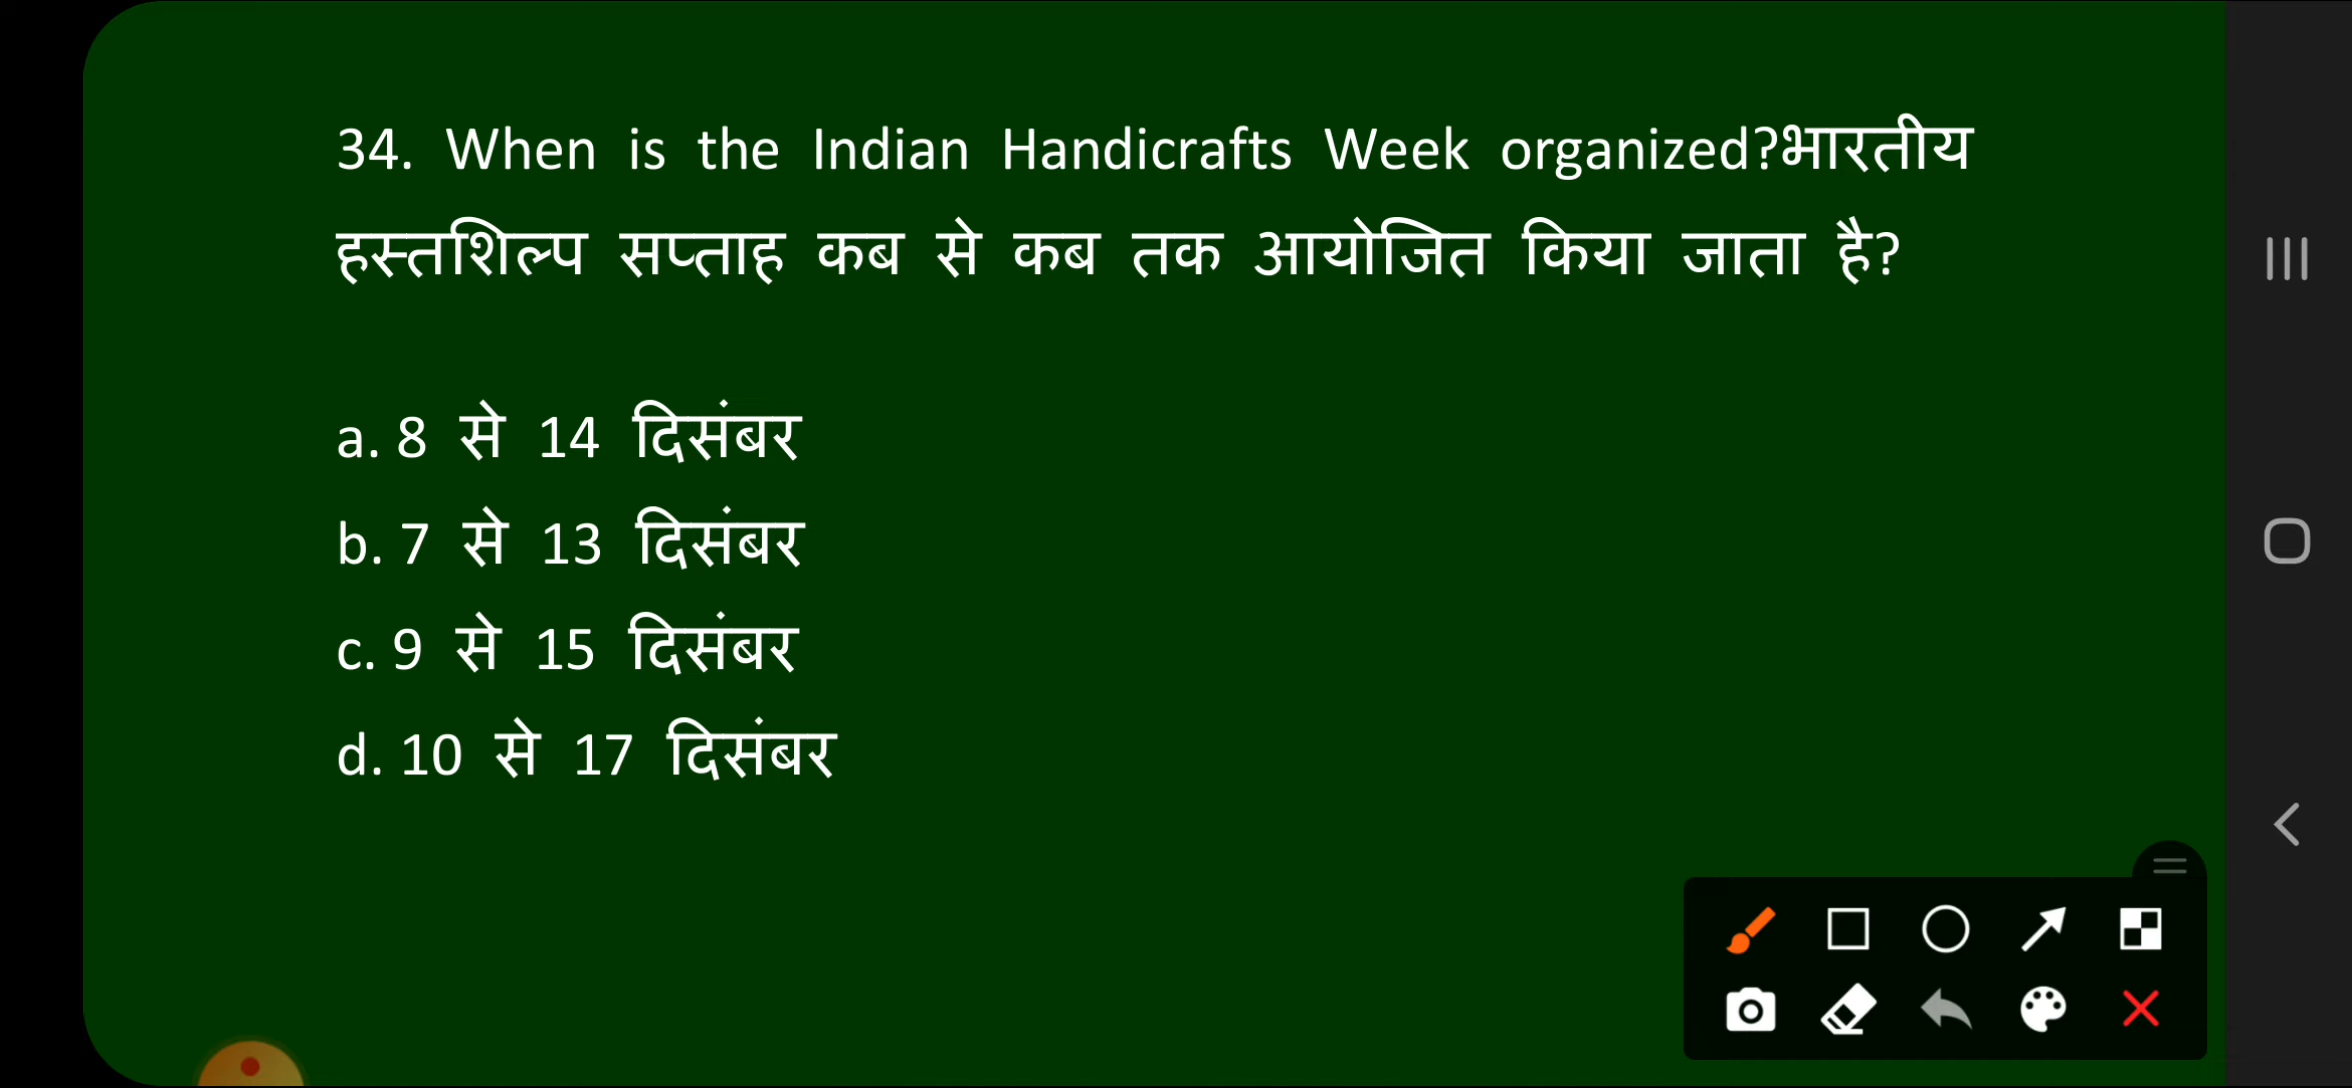 34. When is the Indian Handicrafts Week organized?भारतीय
हस्तशिल्प सप्ताह कब से कब तक आयोजित किया जाता है?
a. 8 से 14 दिसंबर
b. 7 से 13 दिसंबर
c. 9 से 15 दिसंबर
d. 10 से 17 दिसंबर